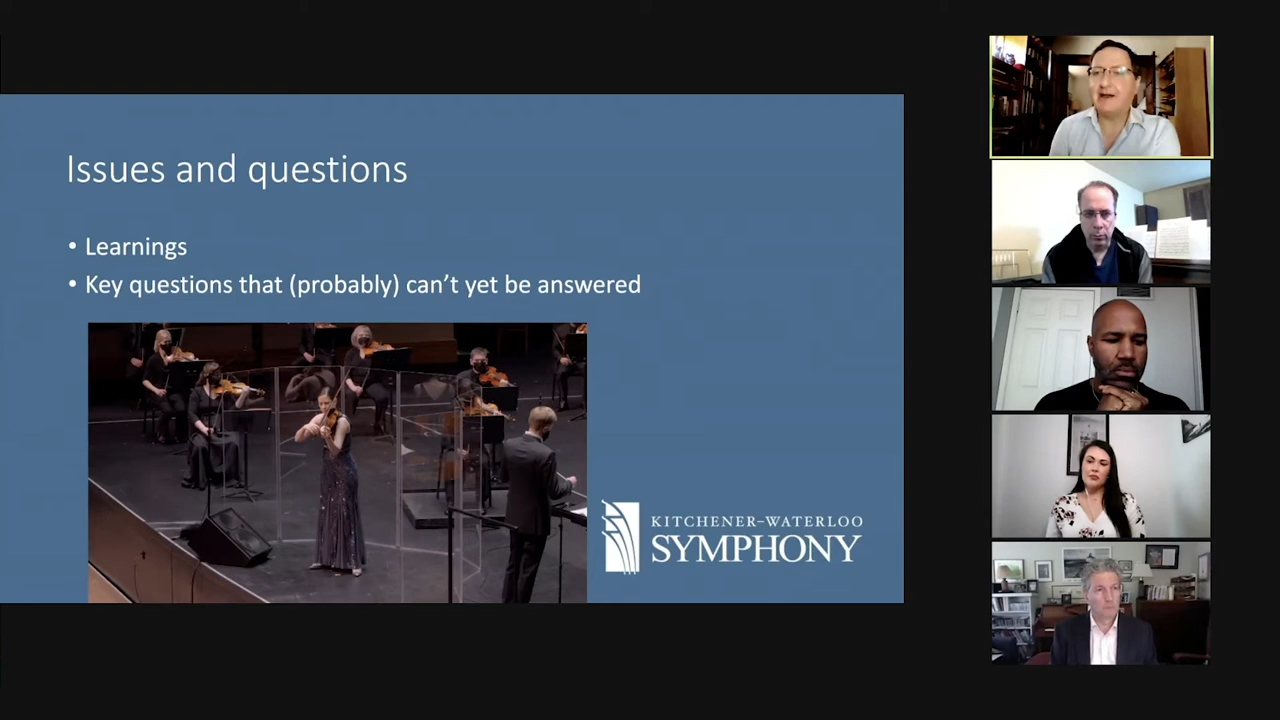 Issues and questions
• Learnings
• Key questions that (probably) can't yet be answered
KITCHENER–WATERLOO
SYMPHONY